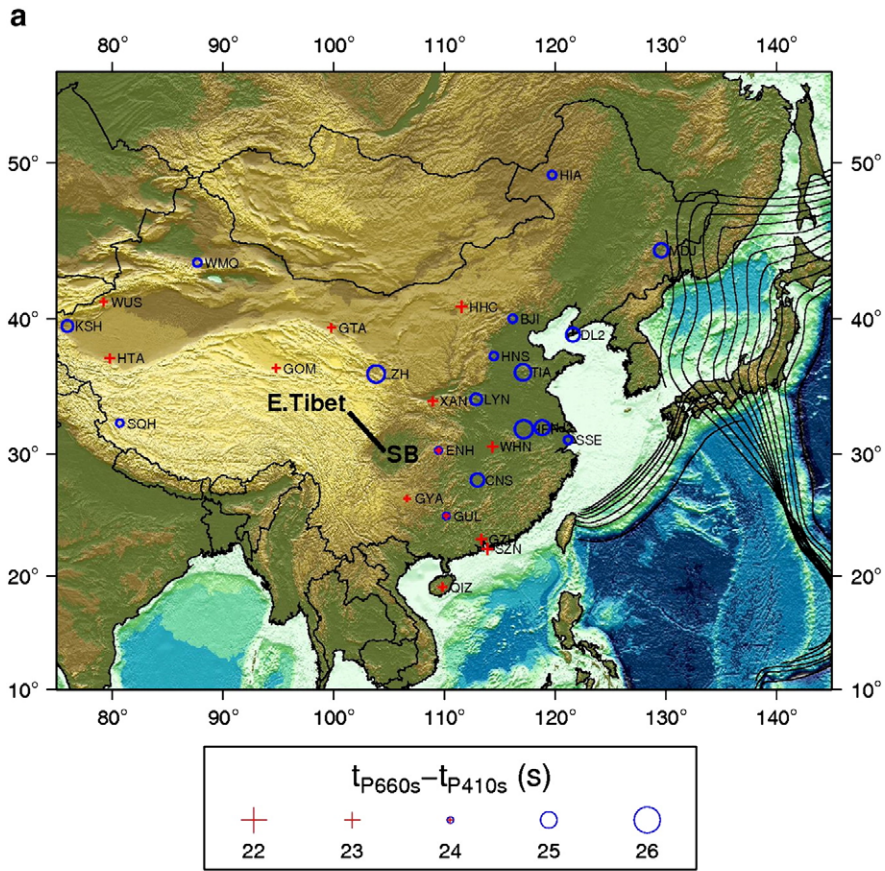 a
80° 90° 100° 110° 120° 130° 140°
50° 50°
HIA
MDJ
WMQ
WUS HHC
40° KSH GTA BJI DL2 40°
HTA GOM LZH HNS TIA
E.Tibet XAN LYN
SQH
SB ENH WHN SSE
30° 30°
CNS
GYA GUL
GZH
SZN
20° QIZ 20°
10° 10°
80° 90° 100° 110° 120° 130° 140°
tP660s–tP410s (s)
22 23 24 25 26